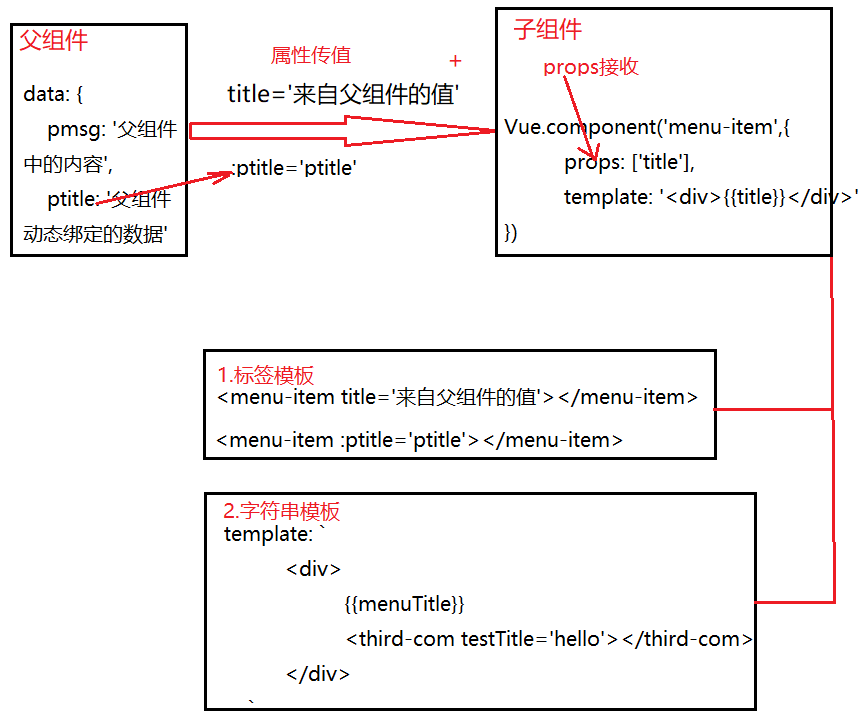 父组件
data: {
pmsg: '父组件
中的内容',
ptitle: '父组件
动态绑定的数据'
属性传值
+
title='来自父组件的值'
:ptitle='ptitle'
子组件
props接收
Vue.component('menu-item',{
props: ['title'],
template: '<div>{{title}}</div>'
})
1.标签模板
<menu-item title='来自父组件的值'></menu-item>
<menu-item :ptitle='ptitle'></menu-item>
2.字符串模板
template: `
<div>
{{menuTitle}}
<third-com testTitle='hello'></third-com>
</div>
`